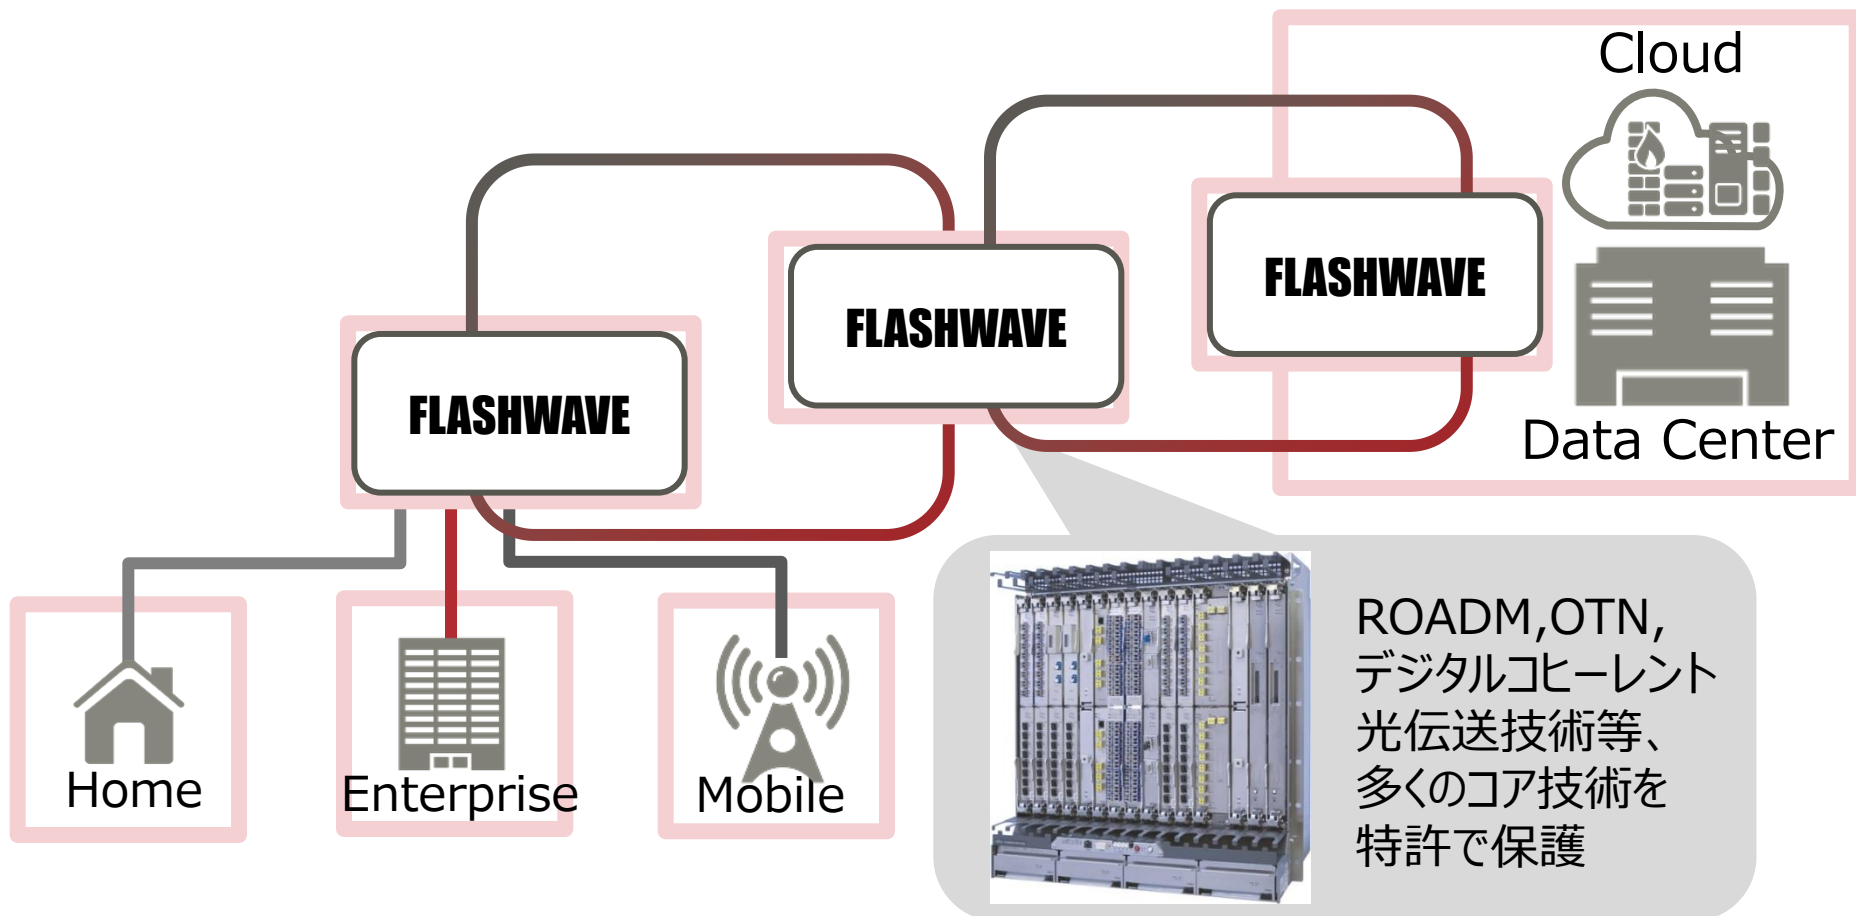 Cloud
FLASHWAVE
FLASHWAVE
FLASHWAVE
Data Center
Home
Enterprise
Mobile
ROADM,OTN,
デジタルコヒーレント
光伝送技術等、
多くのコア技術を
特許で保護